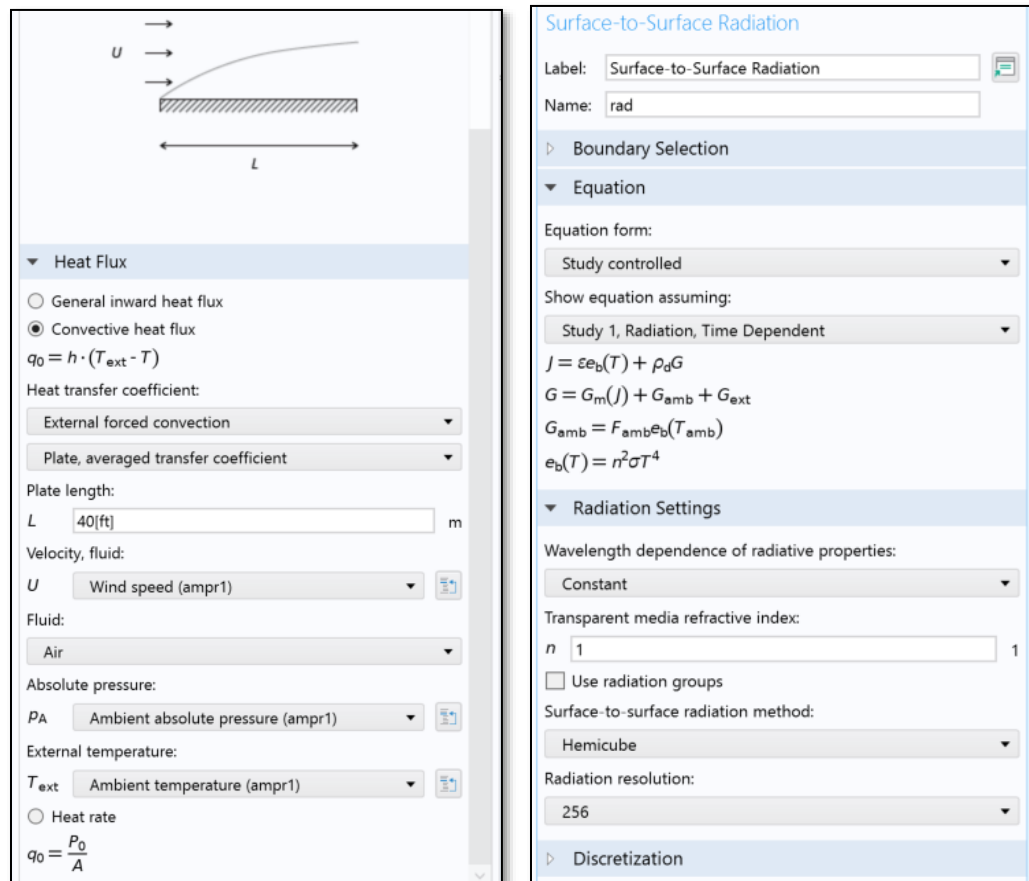 U
L
Heat Flux
General inward heat flux
Convective heat flux
q₀ = h · (T_ext - T)
Heat transfer coefficient:
External forced convection
Plate, averaged transfer coefficient
Plate length:
L 40[ft] m
Velocity, fluid:
U Wind speed (ampr1)
Fluid:
Air
Absolute pressure:
p_A Ambient absolute pressure (ampr1)
External temperature:
T_ext Ambient temperature (ampr1)
Heat rate
q₀ = P₀/A
Surface-to-Surface Radiation
Label: Surface-to-Surface Radiation
Name: rad
Boundary Selection
Equation
Equation form:
Study controlled
Show equation assuming:
Study 1, Radiation, Time Dependent
J = εe_b(T) + ρ_dG
G = G_m(J) + G_amb + G_ext
G_amb = F_ambe_b(T_amb)
e_b(T) = n²σT⁴
Radiation Settings
Wavelength dependence of radiative properties:
Constant
Transparent media refractive index:
n 1 1
Use radiation groups
Surface-to-surface radiation method:
Hemicube
Radiation resolution:
256
Discretization